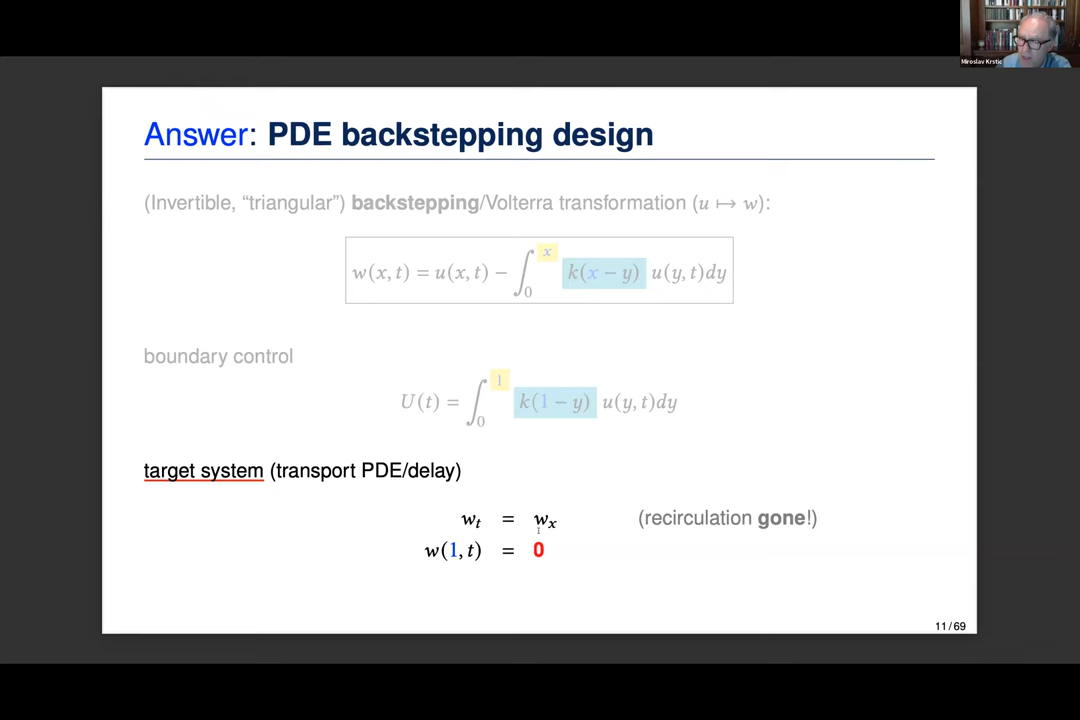 Miroslav Krstic
Answer: PDE backstepping design
(Invertible, “triangular”) backstepping/Volterra transformation (u ↦ w):
w(x, t) = u(x, t) − ∫₀ˣ k(x − y) u(y, t)dy
boundary control
U(t) = ∫₀¹ k(1 − y) u(y, t)dy
target system (transport PDE/delay)
wₜ = wₓ (recirculation gone!)
w(1, t) = 0
11/69